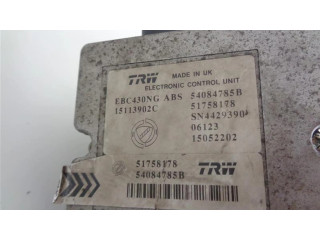 TRW MADE IN UK
ELECTRONIC CONTROL UNIT
EBC430NG ABS 54084785B
15113902C 51758178
SN4429390
06123
15052202
51758178
54084785B
TRW